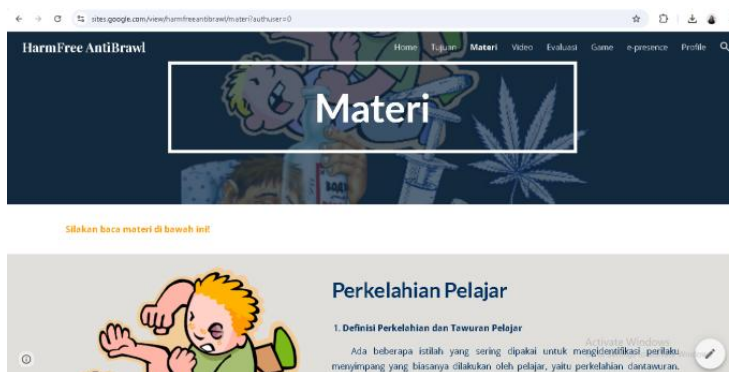 sites.google.com/view/harmfreeantibrawl/materi?authuser=0
HarmFree AntiBrawl
Home Tujuan Materi Video Evaluasi Game e-presence Profile
Materi
Silakan baca materi di bawah ini!
Perkelahian Pelajar
1. Definisi Perkelahian dan Tawuran Pelajar
Activate Windows
Ada beberapa istilah yang sering dipakai untuk mengidentifikasi perilaku
menyimpang yang biasanya dilakukan oleh pelajar, yaitu perkelahian dantawuran.